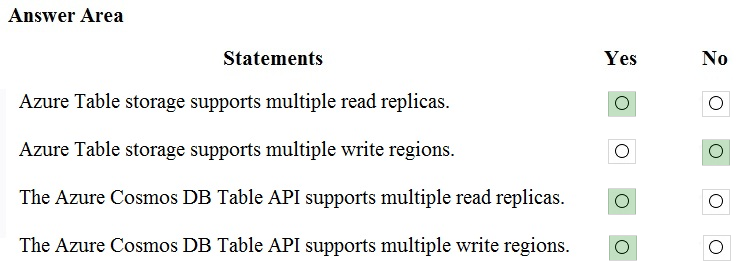 Answer Area
Statements Yes No
Azure Table storage supports multiple read replicas.
Azure Table storage supports multiple write regions.
The Azure Cosmos DB Table API supports multiple read replicas.
The Azure Cosmos DB Table API supports multiple write regions.